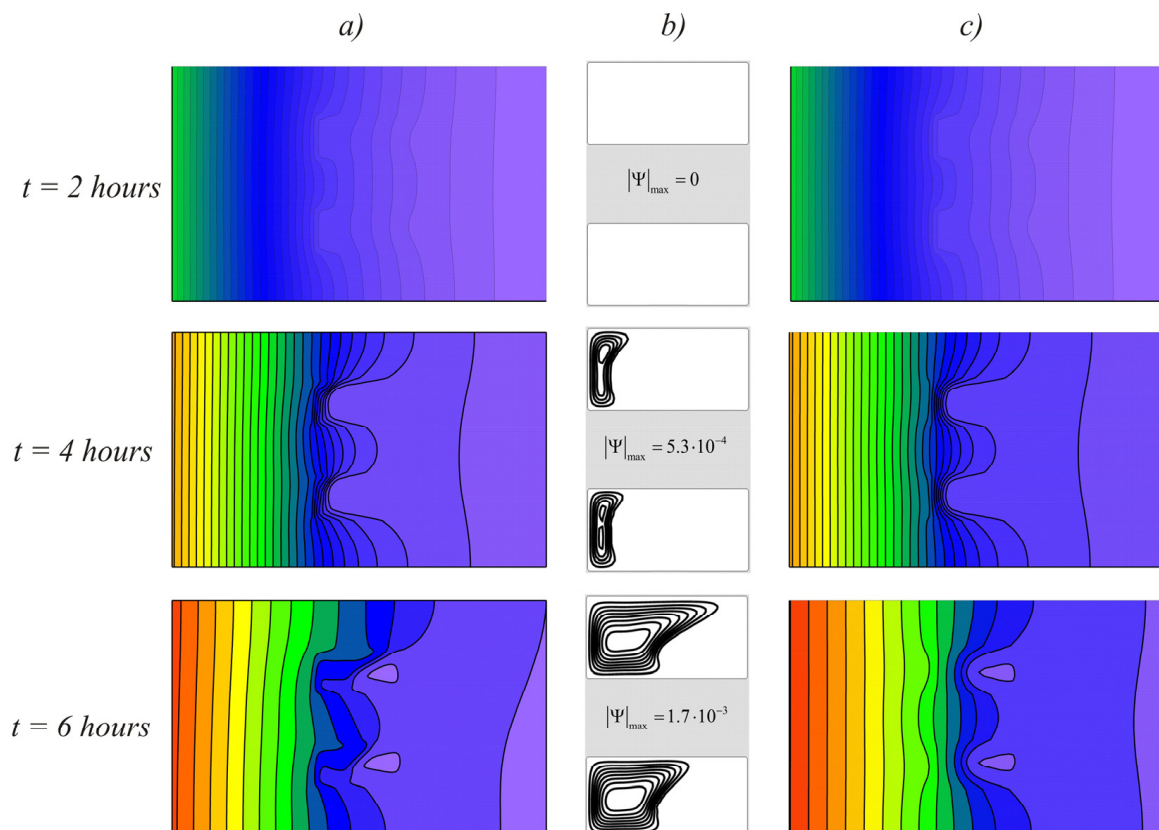 a) b) c)
t = 2 hours
|Ψ|max = 0
t = 4 hours
|Ψ|max = 5.3·10⁻⁴
t = 6 hours
|Ψ|max = 1.7·10⁻³